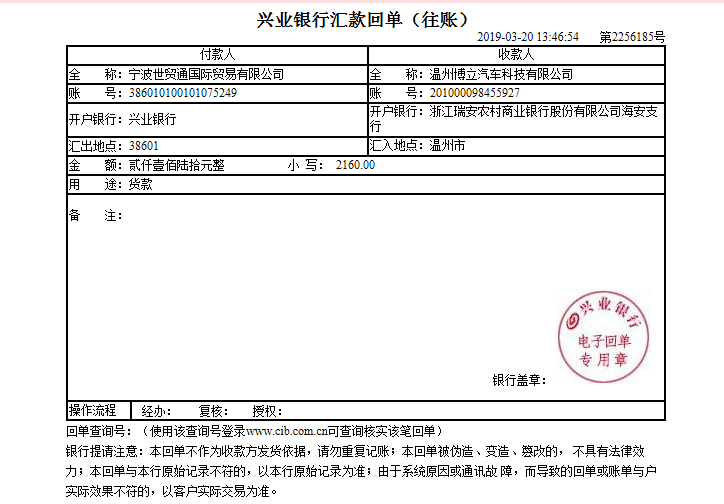 兴业银行汇款回单（往账）
2019-03-20 13:46:54 第2256185号
付款人 收款人
全 称：宁波世贸通国际贸易有限公司 全 称：温州博立汽车科技有限公司
账 号：386010100101075249 账 号：201000098455927
开户银行：兴业银行 开户银行：浙江瑞安农村商业银行股份有限公司海安支
行
汇出地点：38601 汇入地点：温州市
金 额：贰仟壹佰陆拾元整 小 写： 2160.00
用 途：货款
备 注：
兴业银行
电子回单
专用章
银行盖章：
操作流程 经办： 复核： 授权：
回单查询号：（使用该查询号登录www.cib.com.cn可查询核实该笔回单）
银行提请注意：本回单不作为收款方发货依据，请勿重复记账；本回单被伪造、变造、篡改的，不具有法律效
力；本回单与本行原始记录不符的，以本行原始记录为准；由于系统原因或通讯故 障，而导致的回单或账单与户
实际效果不符的，以客户实际交易为准。